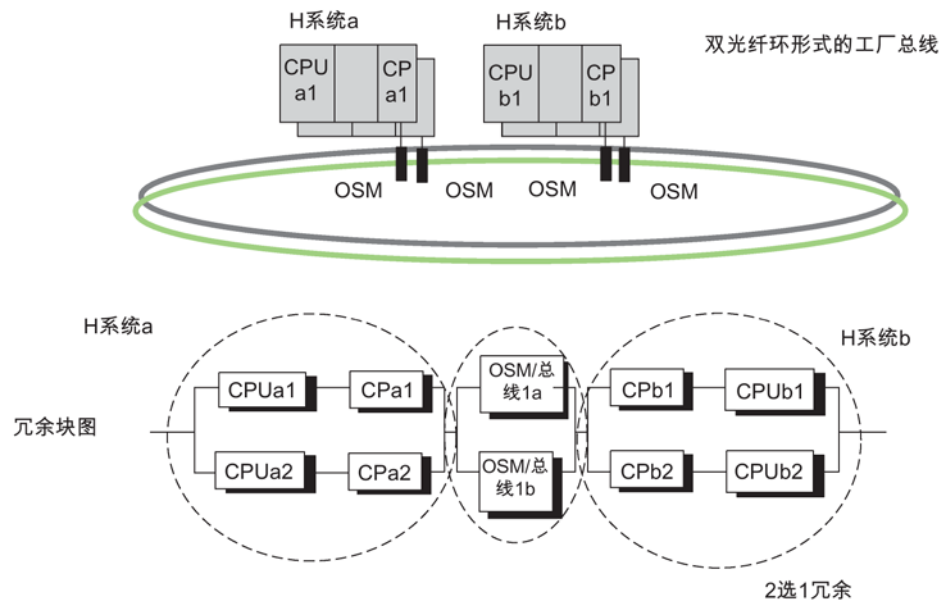 H系统a
H系统b
双光纤环形式的工厂总线
CPU
a1
CP
a1
CPU
b1
CP
b1
OSM
OSM
OSM
OSM
H系统a
H系统b
冗余块图
CPUa1
CPa1
OSM/总
线1a
CPb1
CPUb1
CPUa2
CPa2
OSM/总
线1b
CPb2
CPUb2
2选1冗余